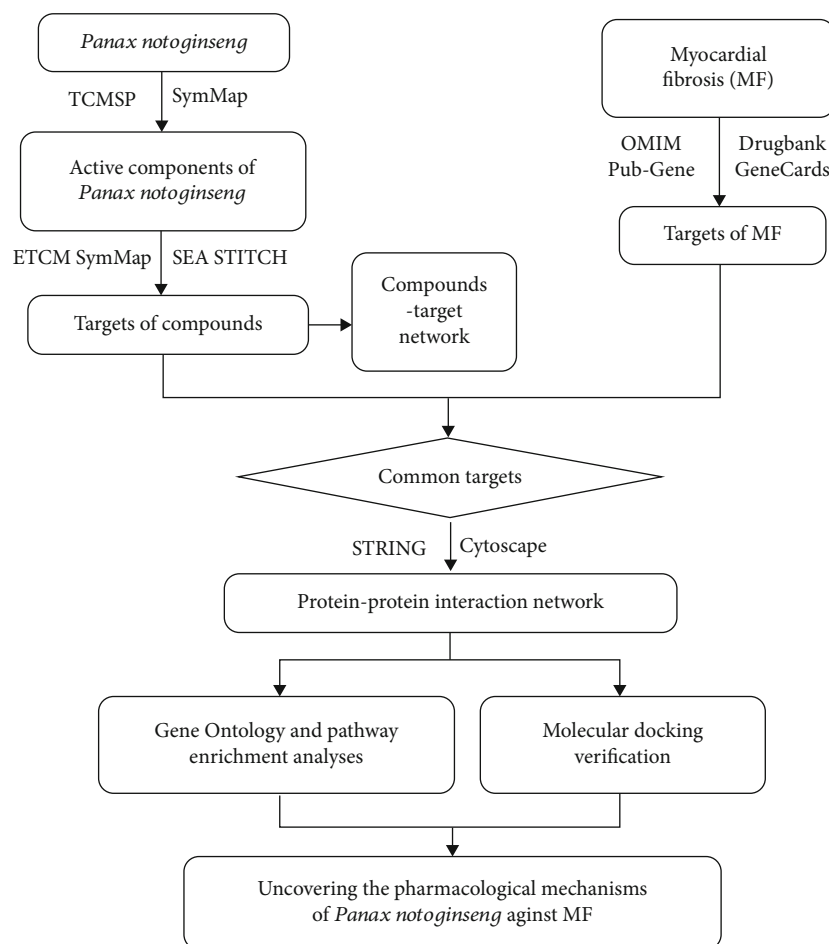 Panax notoginseng
TCMSP
SymMap
Active components of
Panax notoginseng
ETCM SymMap
SEA STITCH
Targets of compounds
Compounds
-target
network
Myocardial
fibrosis (MF)
OMIM
Pub-Gene
Drugbank
GeneCards
Targets of MF
Common targets
STRING
Cytoscape
Protein-protein interaction network
Gene Ontology and pathway
enrichment analyses
Molecular docking
verification
Uncovering the pharmacological mechanisms
of Panax notoginseng aginst MF